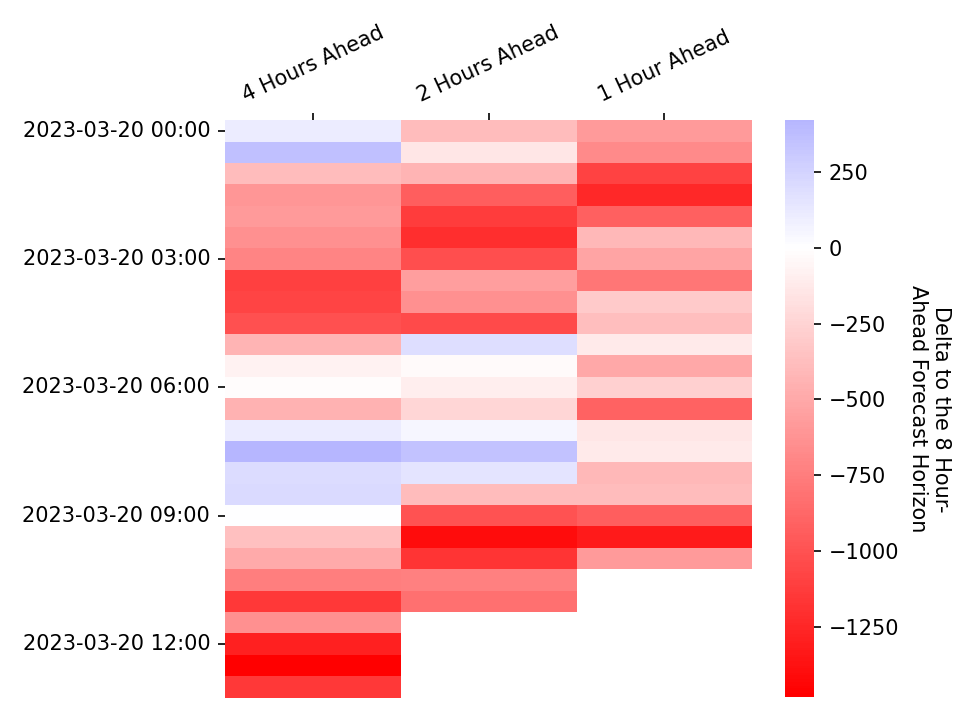 4 Hours Ahead
2 Hours Ahead
1 Hour Ahead
2023-03-20 00:00
2023-03-20 03:00
2023-03-20 06:00
2023-03-20 09:00
2023-03-20 12:00
250
0
−250
−500
−750
−1000
−1250
Delta to the 8 Hour-
Ahead Forecast Horizon